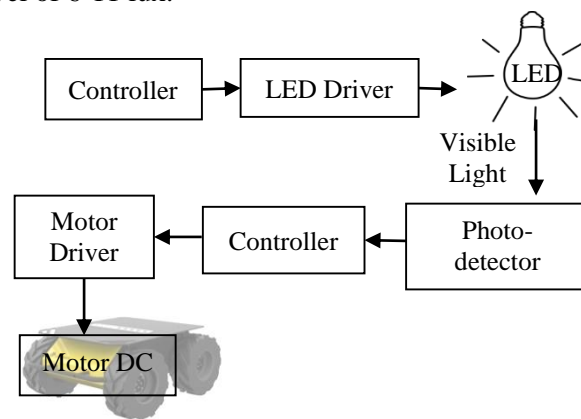 Controller
LED Driver
LED
Visible
Light
Motor
Driver
Controller
Photo-
detector
Motor DC